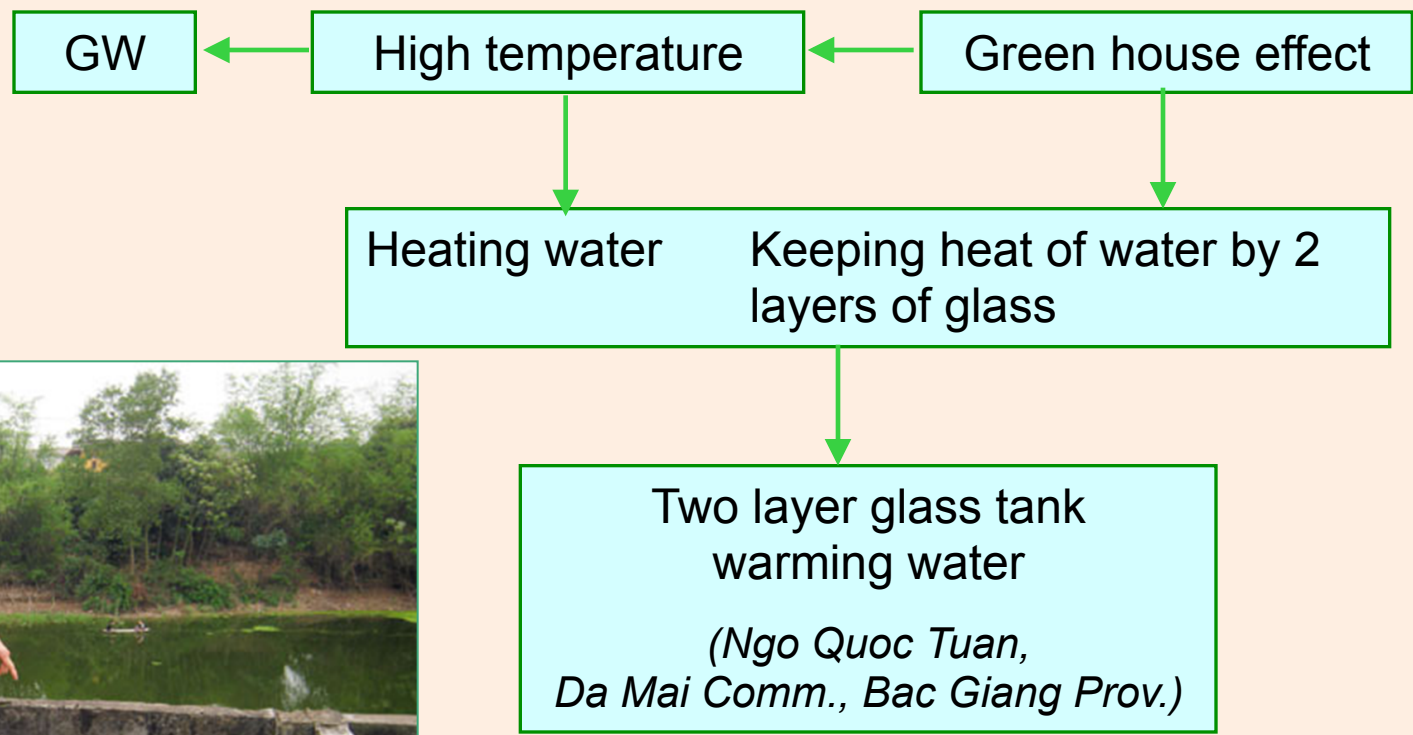 GW
High temperature
Green house effect
Heating water
Keeping heat of water by 2
layers of glass
Two layer glass tank
warming water
(Ngo Quoc Tuan,
Da Mai Comm., Bac Giang Prov.)